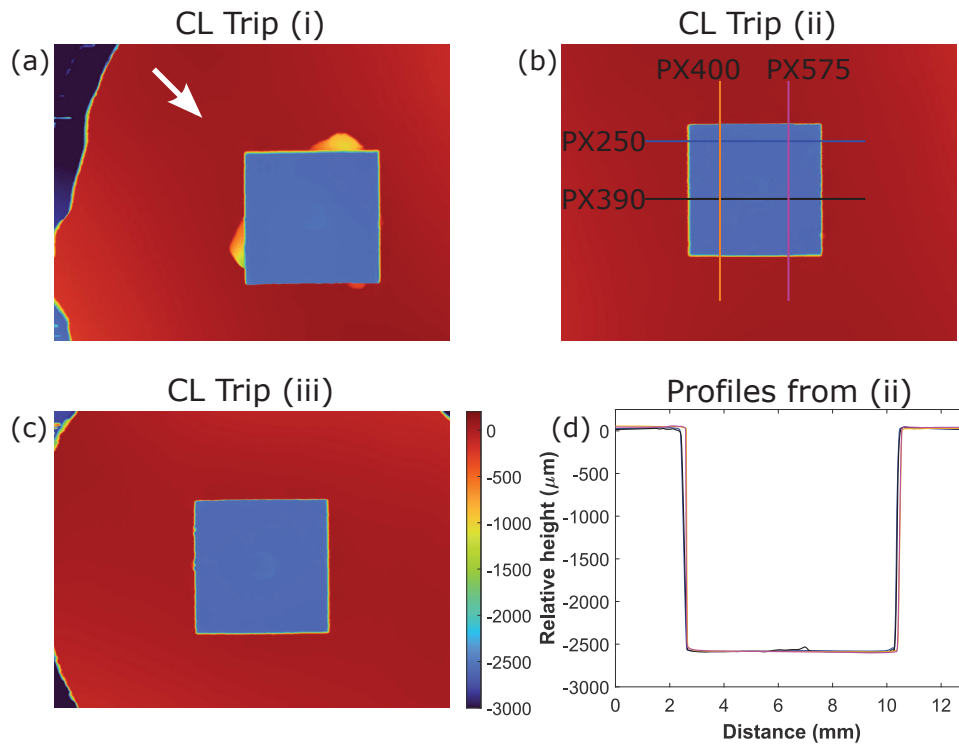 CL Trip (i)
CL Trip (ii)
(a)
(b)
PX400
PX575
PX250
PX390
CL Trip (iii)
Profiles from (ii)
(c)
(d)
0
-500
-1000
-1500
-2000
-2500
-3000
Relative height (μm)
0
-500
-1000
-1500
-2000
-2500
-3000
0 2 4 6 8 10 12
Distance (mm)